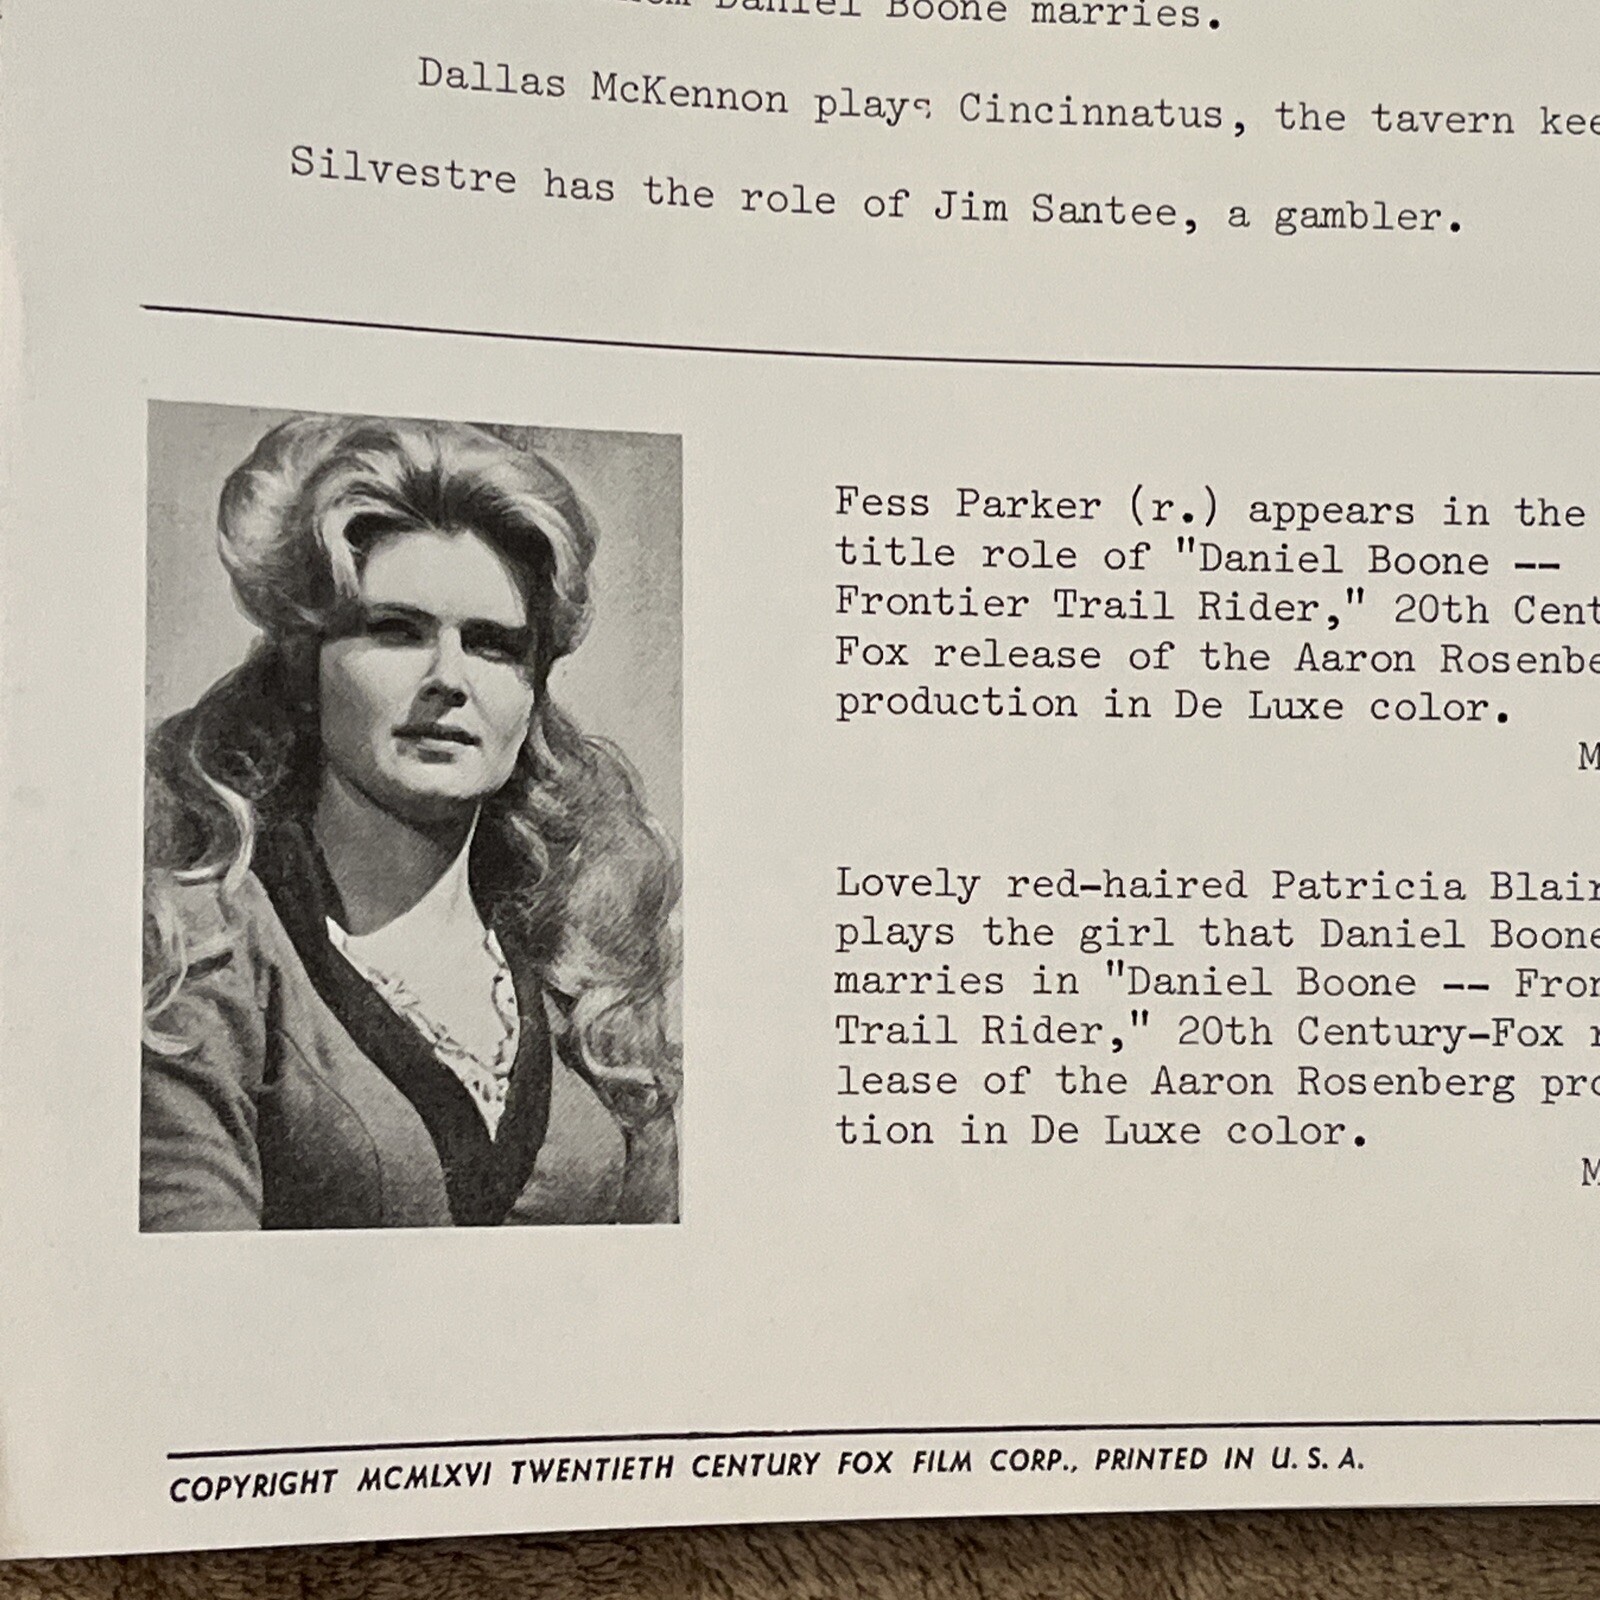 Daniel Boone marries.
Dallas McKennon plays Cincinnatus, the tavern kee
Silvestre has the role of Jim Santee, a gambler.
Fess Parker (r.) appears in the
title role of "Daniel Boone --
Frontier Trail Rider," 20th Cent
Fox release of the Aaron Rosenbe
production in De Luxe color.
M
Lovely red-haired Patricia Blair
plays the girl that Daniel Boone
marries in "Daniel Boone -- Fron
Trail Rider," 20th Century-Fox r
lease of the Aaron Rosenberg pro
tion in De Luxe color.
M
COPYRIGHT MCMLXVI TWENTIETH CENTURY FOX FILM CORP., PRINTED IN U. S. A.